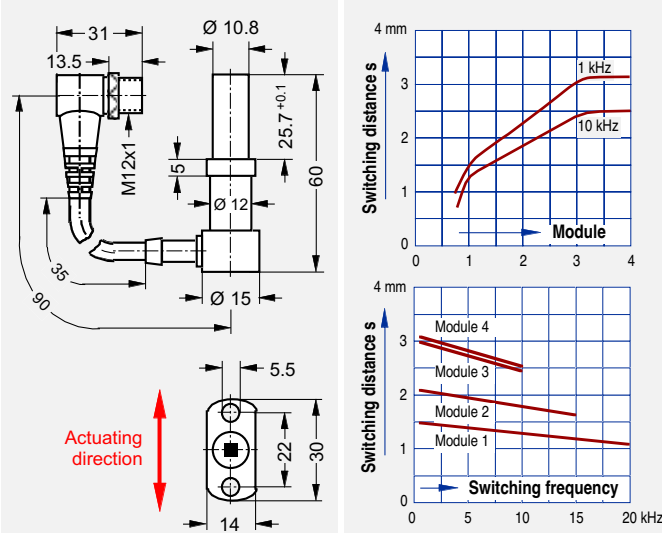 31
13.5
Ø 10.8
M12x1
25.7 +0.1
5
60
Ø 12
35
90
Ø 15
5.5
Actuating
direction
22
30
14
4 mm
3
2
1
0
Switching distance s
1 kHz
10 kHz
Module
0 1 2 3 4
4 mm
3
2
1
0
Switching distance s
Module 4
Module 3
Module 2
Module 1
Switching frequency
0 5 10 15 20 kHz